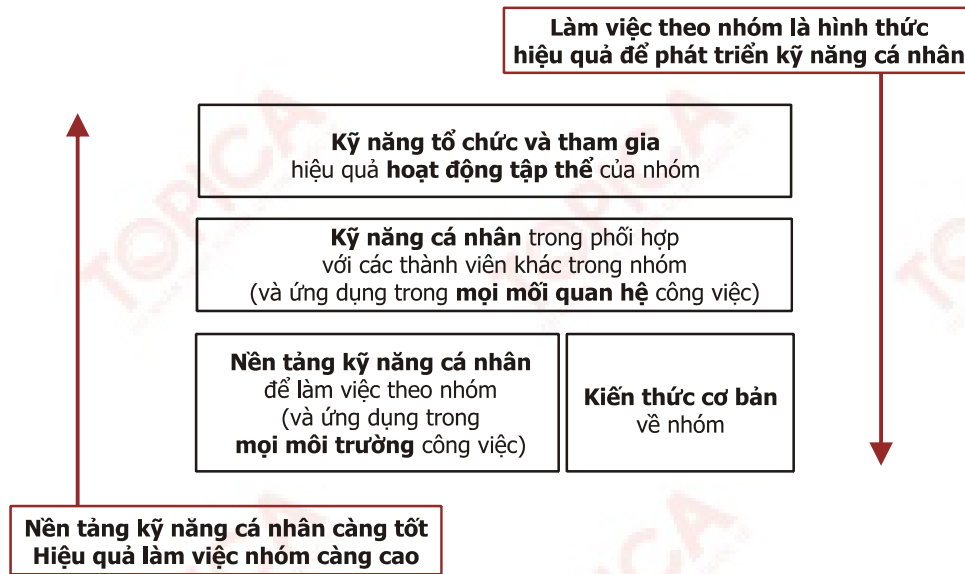 Làm việc theo nhóm là hình thức
hiệu quả để phát triển kỹ năng cá nhân
Kỹ năng tổ chức và tham gia
hiệu quả hoạt động tập thể của nhóm
Kỹ năng cá nhân trong phối hợp
với các thành viên khác trong nhóm
(và ứng dụng trong mọi mối quan hệ công việc)
Nền tảng kỹ năng cá nhân
để làm việc theo nhóm
(và ứng dụng trong
mọi môi trường công việc)
Kiến thức cơ bản
về nhóm
Nền tảng kỹ năng cá nhân càng tốt
Hiệu quả làm việc nhóm càng cao
TOPICA
TOPICA